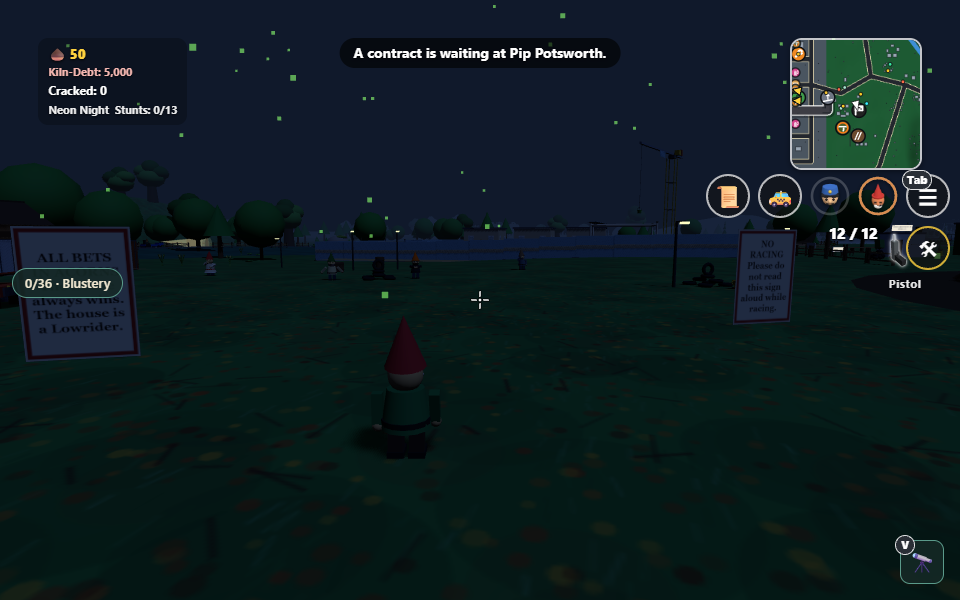 50
Kiln-Debt: 5,000
Cracked: 0
Neon Night Stunts: 0/13
A contract is waiting at Pip Potsworth.
Tab
12 / 12
Pistol
ALL BETS
0/36 · Blustery
always wins.
The house is
a Lowrider.
NO
RACING
Please do
not read
this sign
aloud while
racing.
V